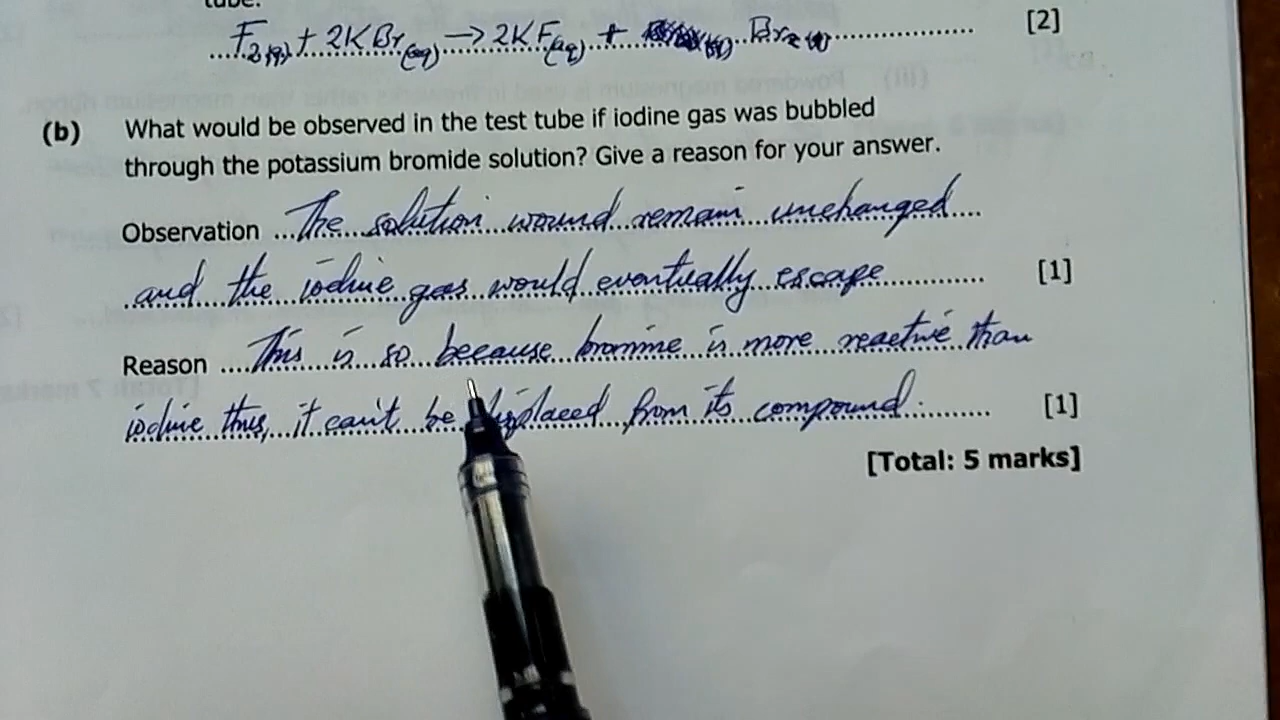 tube.
F2(g) + 2KBr(aq) → 2KF(aq) + Br2(l) [2]
(b) What would be observed in the test tube if iodine gas was bubbled
through the potassium bromide solution? Give a reason for your answer.
Observation The solution wound remain unchanged
and the iodine gas would eventually escape [1]
Reason This is so because bromine is more reactive than
iodine thus, it can't be displaced from its compound. [1]
[Total: 5 marks]